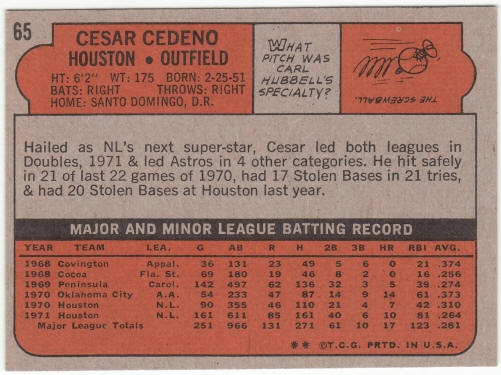 65
CESAR CEDENO
HOUSTON • OUTFIELD
HT: 6'2" WT: 175 BORN: 2-25-51
BATS: RIGHT THROWS: RIGHT
HOME: SANTO DOMINGO, D.R.
WHAT
PITCH WAS
CARL
HUBBELL'S
SPECIALTY?
THE SCREWBALL.
Hailed as NL's next super-star, Cesar led both leagues in
Doubles, 1971 & led Astros in 4 other categories. He hit safely
in 21 of last 22 games of 1970, had 17 Stolen Bases in 21 tries,
& had 20 Stolen Bases at Houston last year.
MAJOR AND MINOR LEAGUE BATTING RECORD
YEAR TEAM LEA. G AB R H 2B 3B HR RBI AVG.
1968 Covington Appal. 36 131 23 49 5 6 0 21 .374
1968 Cocoa Fla. St. 69 180 19 46 8 2 0 16 .256
1969 Peninsula Carol. 142 497 62 136 32 3 5 39 .274
1970 Oklahoma City A.A. 54 233 47 87 14 9 14 61 .373
1970 Houston N.L. 90 355 46 110 21 4 7 42 .310
1971 Houston N.L. 161 611 85 161 40 6 10 81 .264
Major League Totals 251 966 131 271 61 10 17 123 .281
** ©T.C.G. PRTD. IN U.S.A.